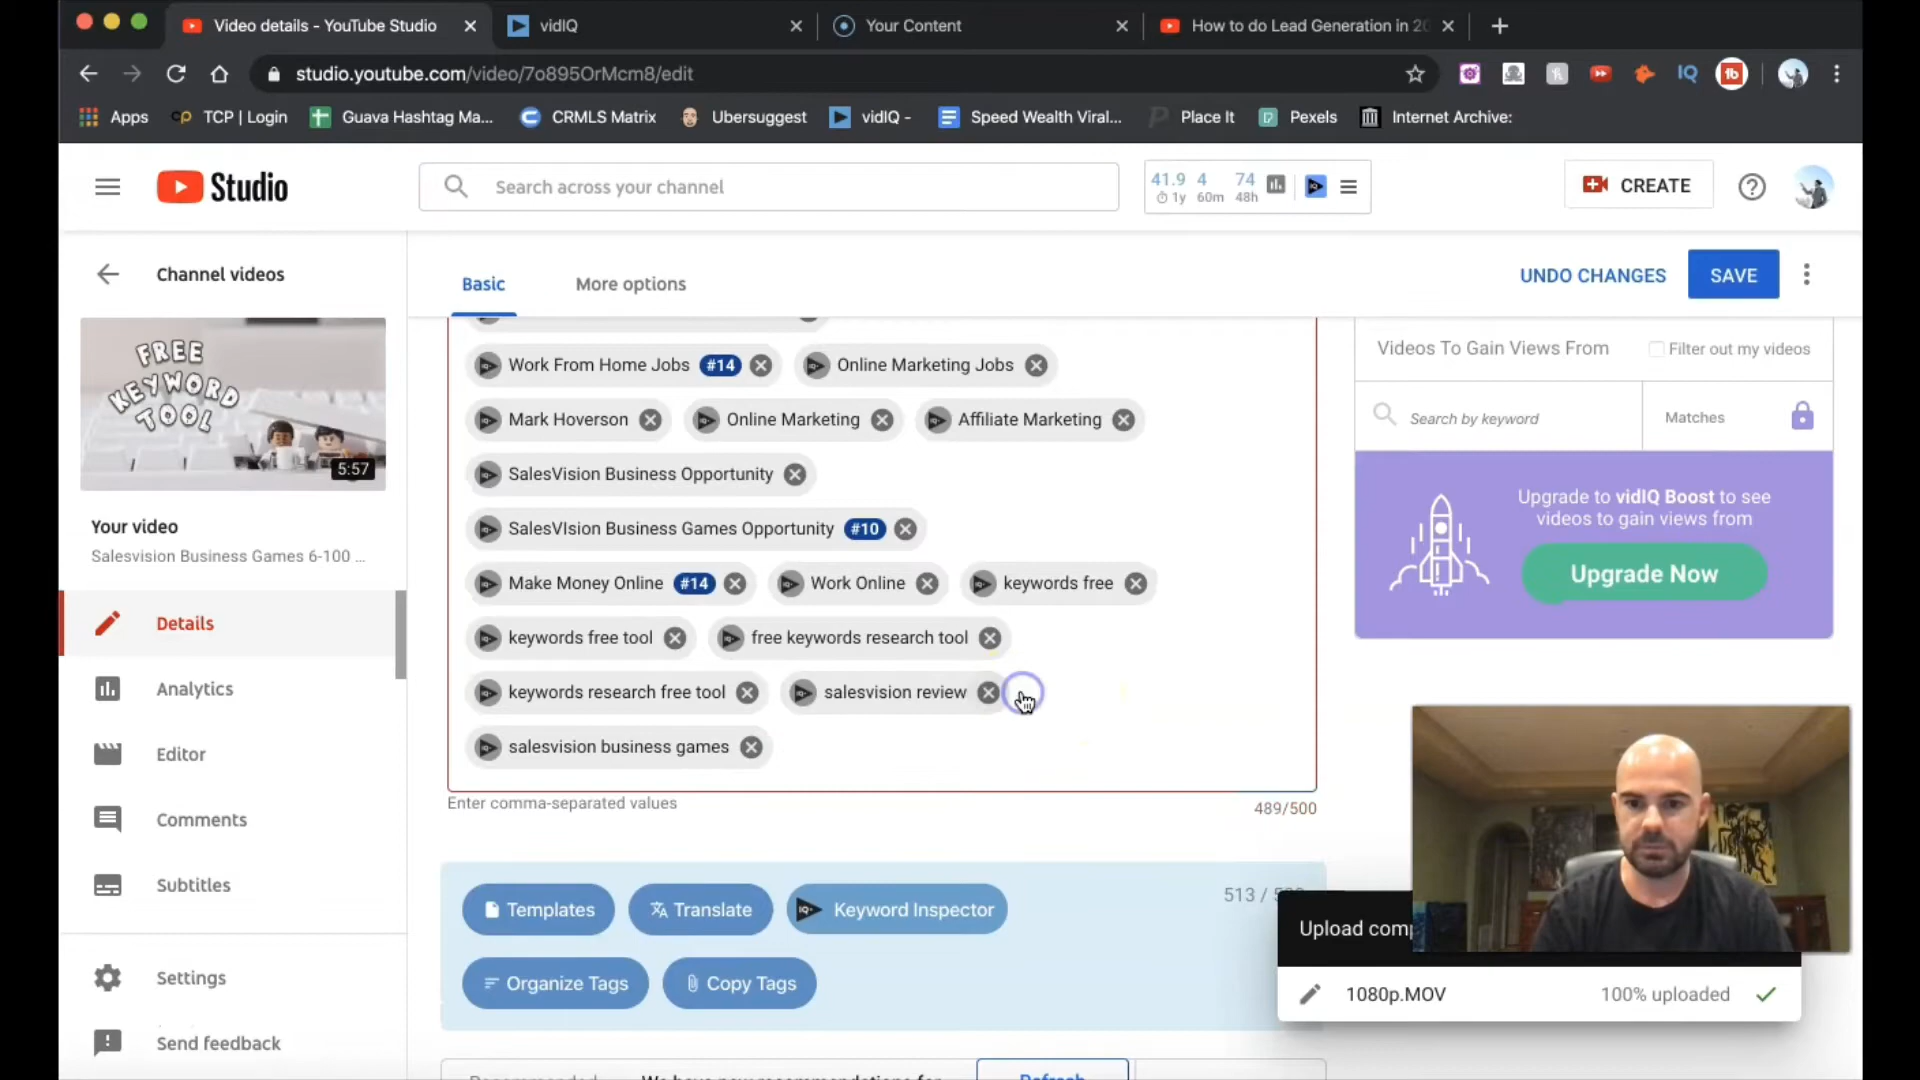 Video details - YouTube Studio
vidIQ
Your Content
How to do Lead Generation in 20
studio.youtube.com/video/7o895OrMcm8/edit
IQ
Apps
cp TCP | Login
Guava Hashtag Ma...
CRMLS Matrix
Ubersuggest
vidIQ -
Speed Wealth Viral...
Place It
Pexels
Internet Archive:
Studio
Search across your channel
41.9 4 74
1y 60m 48h
CREATE
Channel videos
Basic
More options
UNDO CHANGES
SAVE
FREE
KEYWORD
TOOL
5:57
Your video
Salesvision Business Games 6-100 ...
Details
Analytics
Editor
Comments
Subtitles
Settings
Send feedback
Work From Home Jobs #14
Online Marketing Jobs
Mark Hoverson
Online Marketing
Affiliate Marketing
SalesVision Business Opportunity
SalesVIsion Business Games Opportunity #10
Make Money Online #14
Work Online
keywords free
keywords free tool
free keywords research tool
keywords research free tool
salesvision review
salesvision business games
Enter comma-separated values
489/500
513 /
Templates
Translate
Keyword Inspector
Organize Tags
Copy Tags
Videos To Gain Views From
Filter out my videos
Search by keyword
Matches
Upgrade to vidIQ Boost to see
videos to gain views from
Upgrade Now
Upload comp
1080p.MOV
100% uploaded